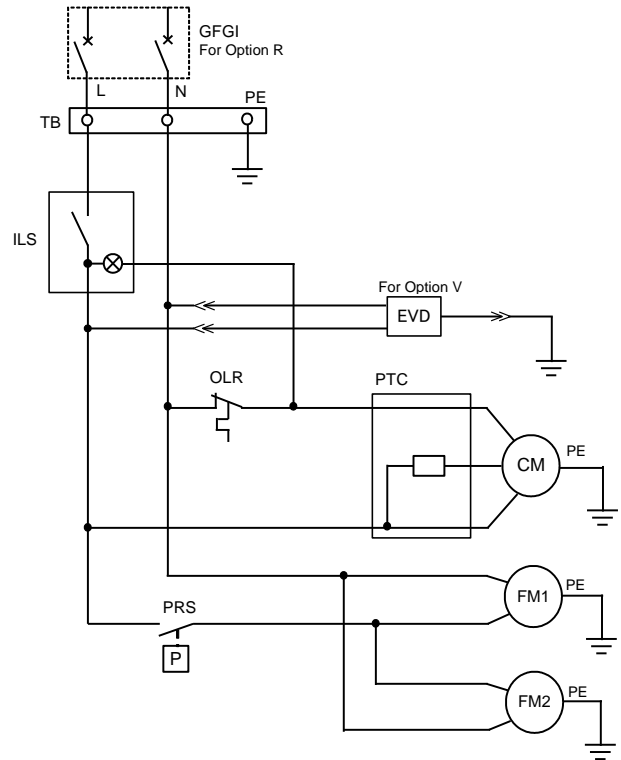 GFGI
For Option R
L
N
PE
TB
ILS
For Option V
EVD
OLR
PTC
CM
PE
FM1
PE
PRS
P
FM2
PE